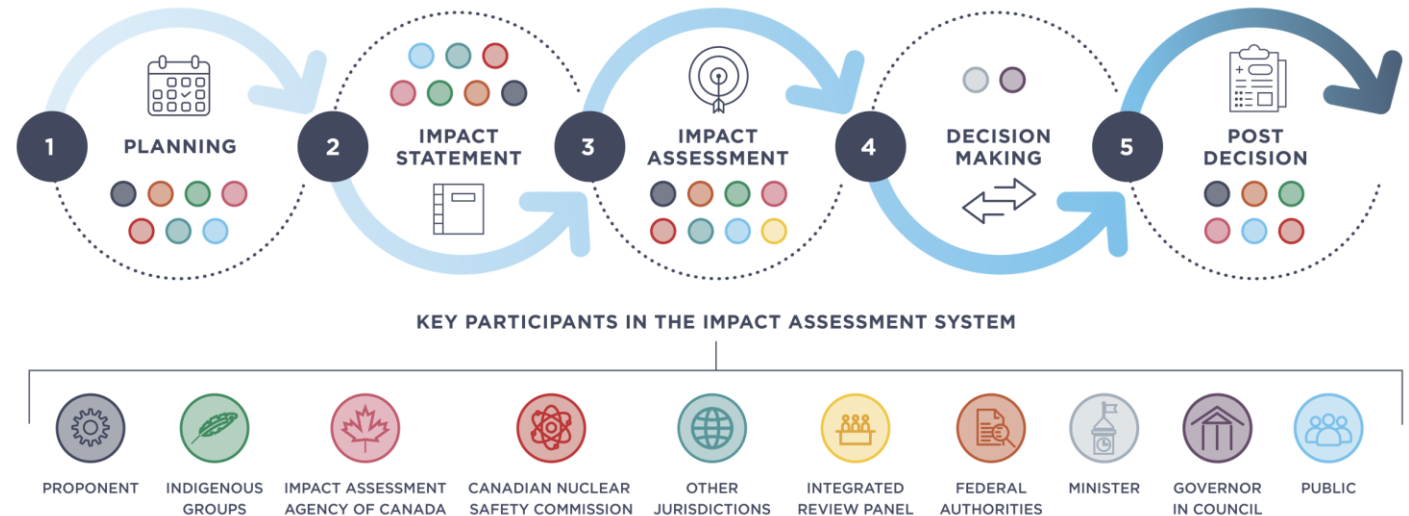 1
PLANNING
2
IMPACT
STATEMENT
3
IMPACT
ASSESSMENT
4
DECISION
MAKING
5
POST
DECISION
KEY PARTICIPANTS IN THE IMPACT ASSESSMENT SYSTEM
PROPONENT
INDIGENOUS
GROUPS
IMPACT ASSESSMENT
AGENCY OF CANADA
CANADIAN NUCLEAR
SAFETY COMMISSION
OTHER
JURISDICTIONS
INTEGRATED
REVIEW PANEL
FEDERAL
AUTHORITIES
MINISTER
GOVERNOR
IN COUNCIL
PUBLIC